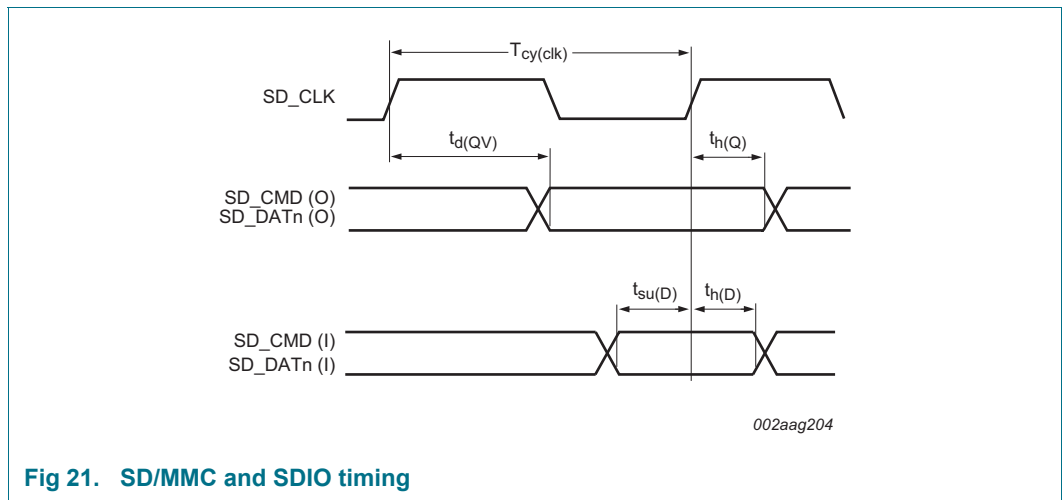 Tcy(clk)
SD_CLK
td(QV)
th(Q)
SD_CMD (O)
SD_DATn (O)
tsu(D)
th(D)
SD_CMD (I)
SD_DATn (I)
002aag204
Fig 21. SD/MMC and SDIO timing